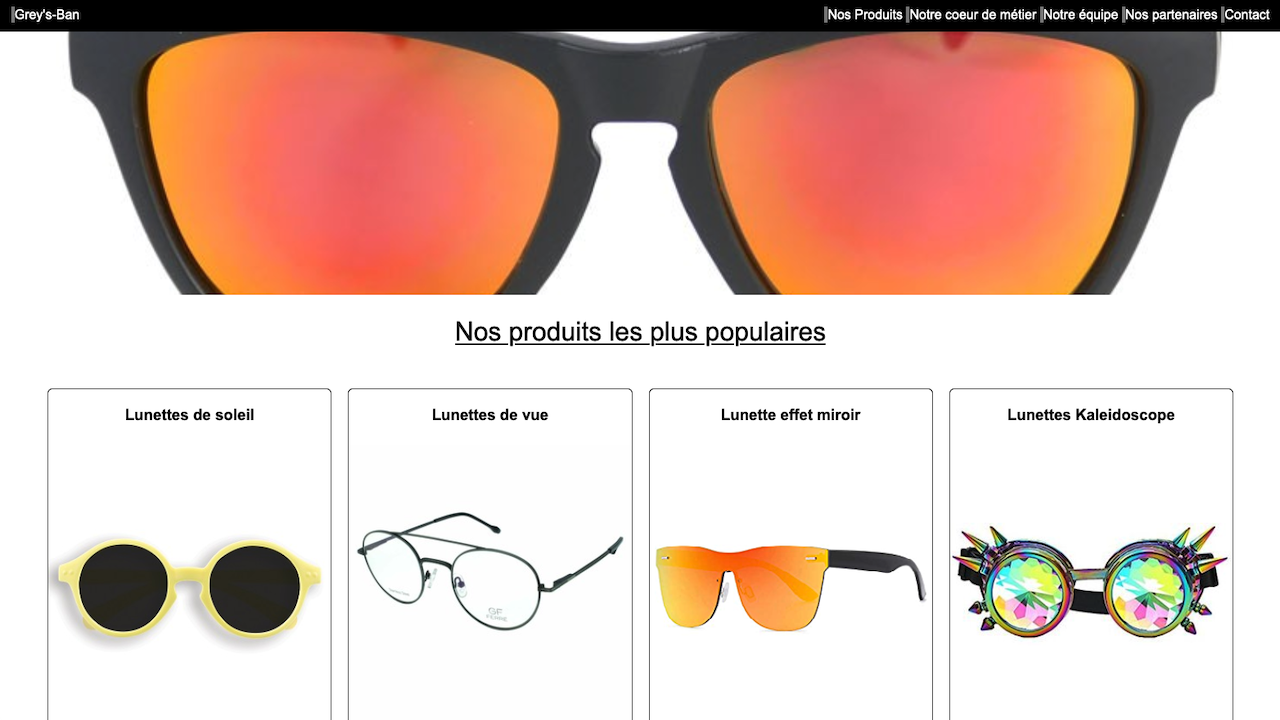 Grey's-Ban
Nos Produits Notre coeur de métier Notre équipe Nos partenaires Contact
Nos produits les plus populaires
Lunettes de soleil
Lunettes de vue
Lunette effet miroir
Lunettes Kaleidoscope
GF
FERRE